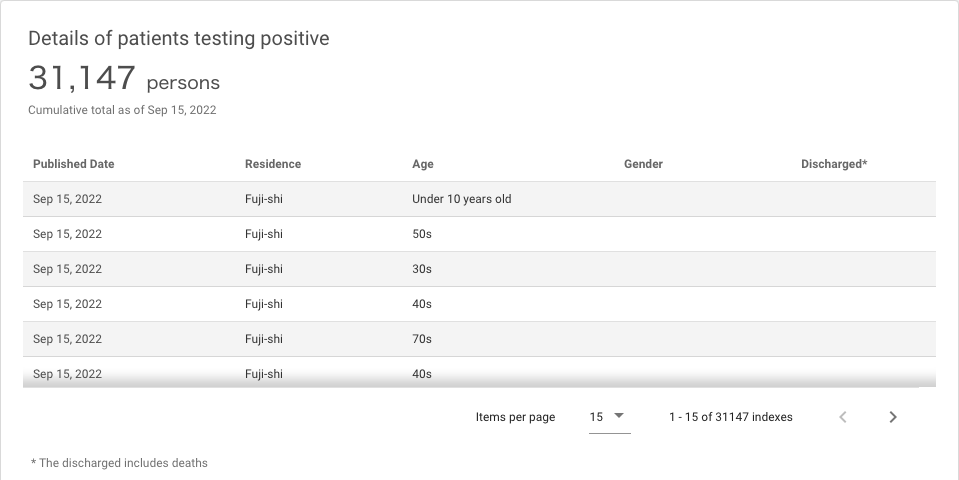 Details of patients testing positive
31,147 persons
Cumulative total as of Sep 15, 2022
Published Date Residence Age Gender Discharged*
Sep 15, 2022 Fuji-shi Under 10 years old
Sep 15, 2022 Fuji-shi 50s
Sep 15, 2022 Fuji-shi 30s
Sep 15, 2022 Fuji-shi 40s
Sep 15, 2022 Fuji-shi 70s
Sep 15, 2022 Fuji-shi 40s
Items per page 15 1 - 15 of 31147 indexes
* The discharged includes deaths